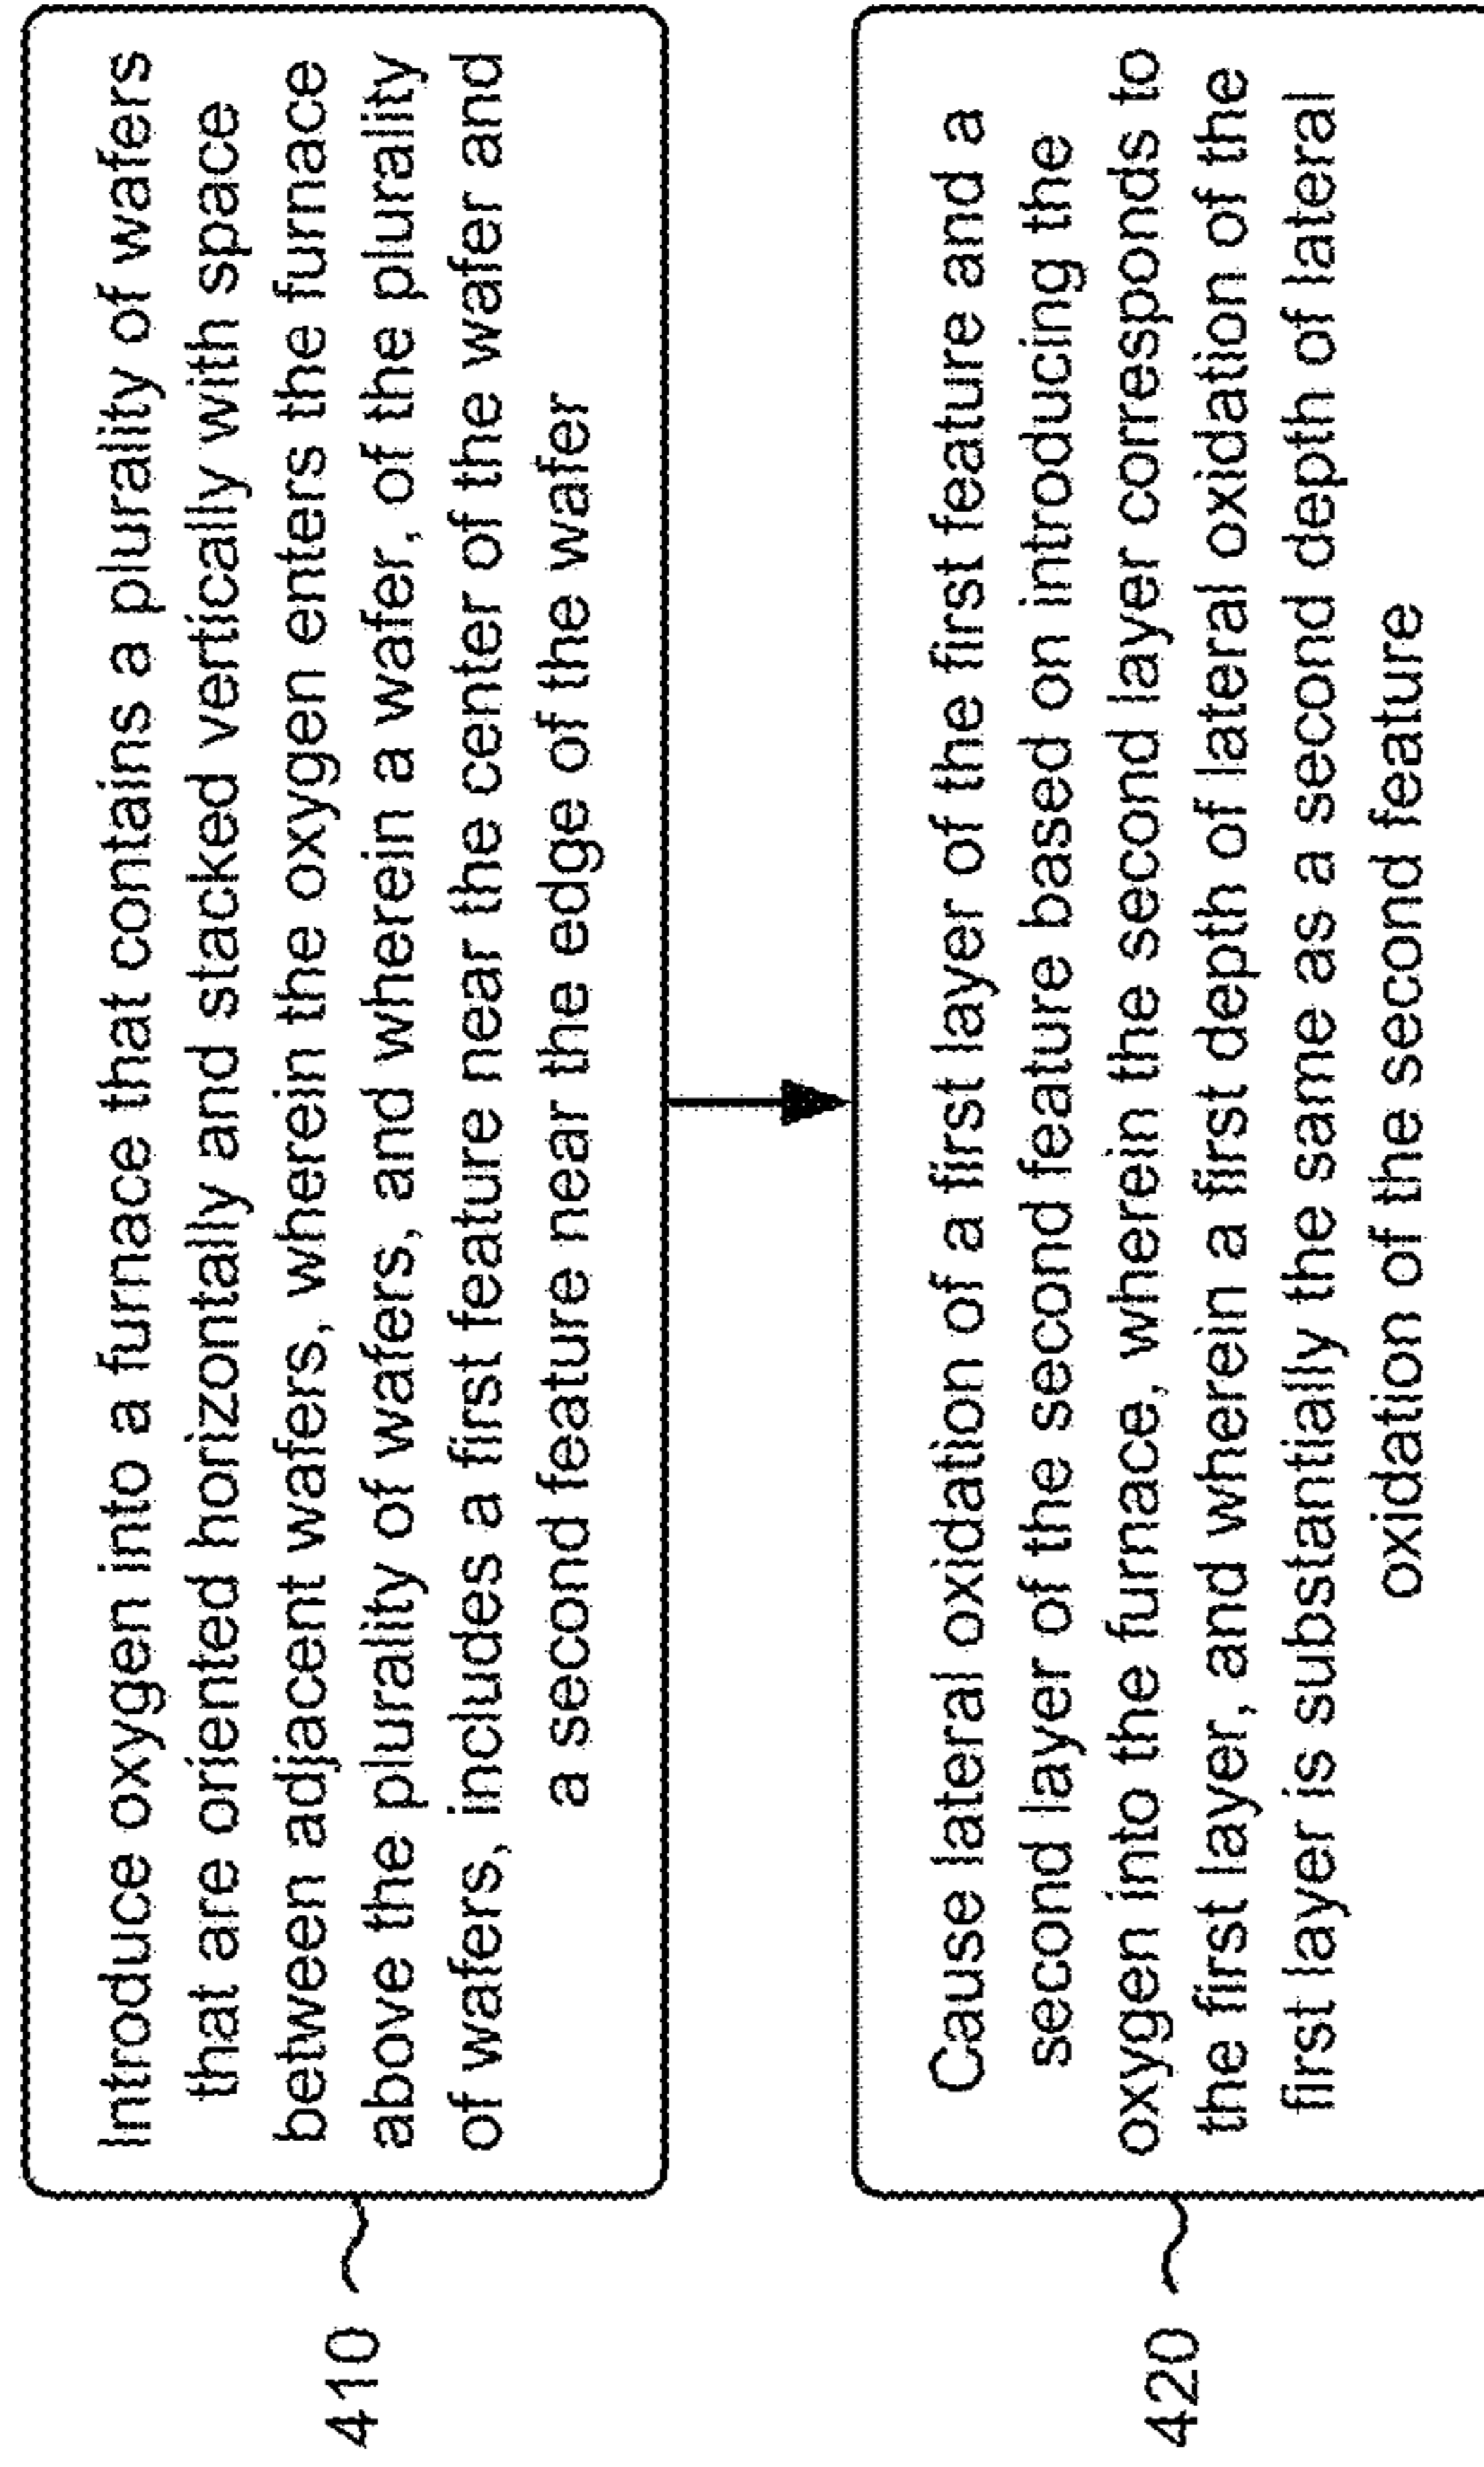 410
Introduce oxygen into a furnace that contains a plurality of wafers
that are oriented horizontally and stacked vertically with space
between adjacent wafers, wherein the oxygen enters the furnace
above the plurality of wafers, and wherein a wafer, of the plurality
of wafers, includes a first feature near the center of the wafer and
a second feature near the edge of the wafer
420
Cause lateral oxidation of a first layer of the first feature and a
second layer of the second feature based on introducing the
oxygen into the furnace, wherein the second layer corresponds to
the first layer, and wherein a first depth of lateral oxidation of the
first layer is substantially the same as a second depth of lateral
oxidation of the second feature